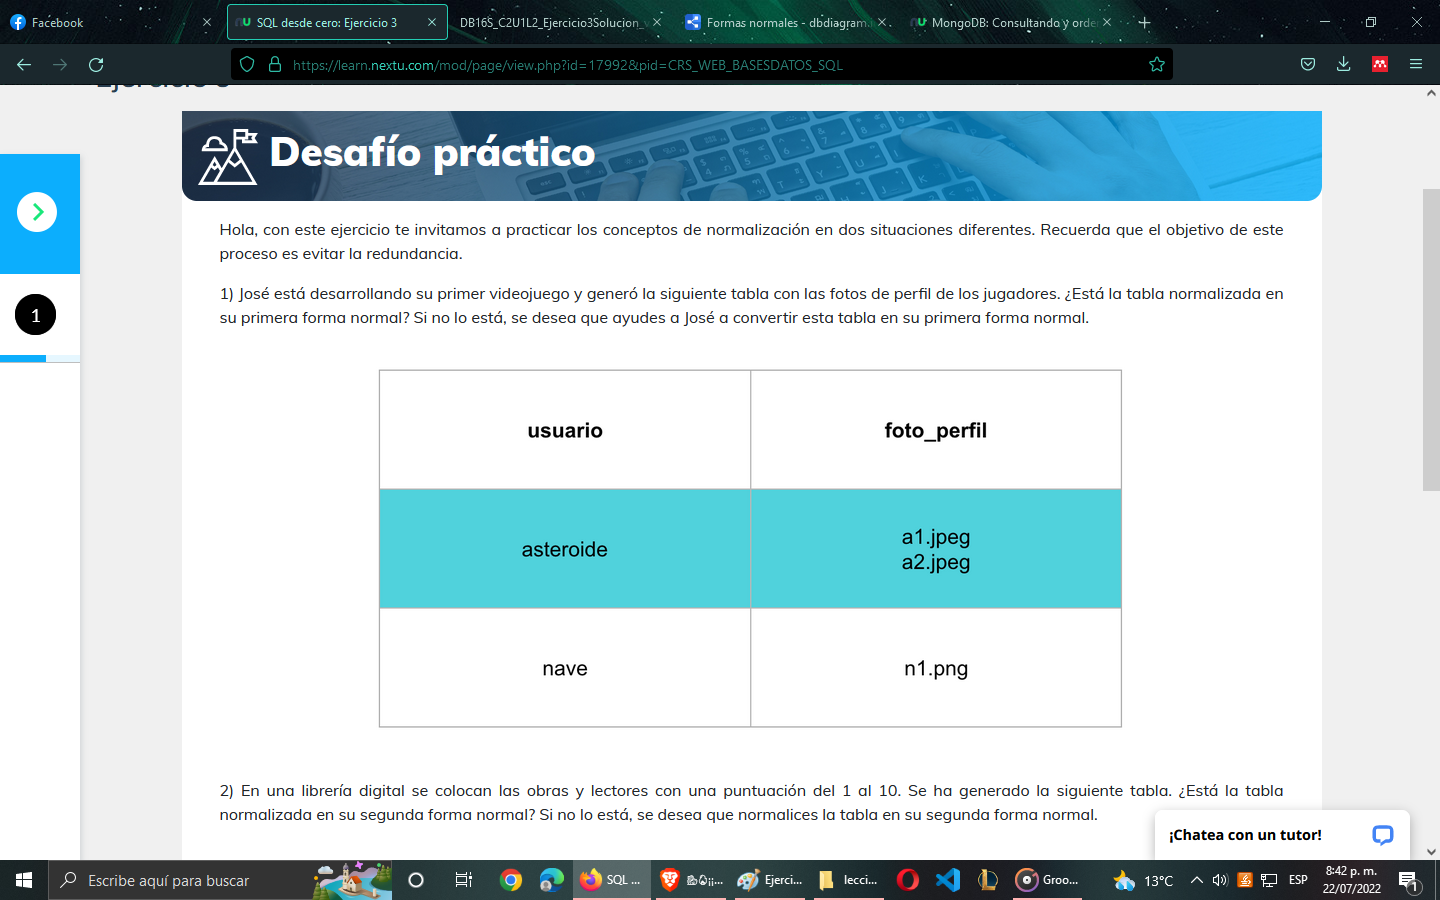 Facebook
SQL desde cero: Ejercicio 3
DB16S_C2U1L2_Ejercicio3Solucion_
Formas normales - dbdiagram.
MongoDB: Consultando y orde
https://learn.nextu.com/mod/page/view.php?id=17992&pid=CRS_WEB_BASESDATOS_SQL
Ejercicio 3
Desafío práctico
1
Hola, con este ejercicio te invitamos a practicar los conceptos de normalización en dos situaciones diferentes. Recuerda que el objetivo de este
proceso es evitar la redundancia.
1) José está desarrollando su primer videojuego y generó la siguiente tabla con las fotos de perfil de los jugadores. ¿Está la tabla normalizada en
su primera forma normal? Si no lo está, se desea que ayudes a José a convertir esta tabla en su primera forma normal.
usuario
foto_perfil
asteroide
a1.jpeg
a2.jpeg
nave
n1.png
2) En una librería digital se colocan las obras y lectores con una puntuación del 1 al 10. Se ha generado la siguiente tabla. ¿Está la tabla
normalizada en su segunda forma normal? Si no lo está, se desea que normalices la tabla en su segunda forma normal.
¡Chatea con un tutor!
Escribe aquí para buscar
SQL ...
Ejerci...
lecci...
Groo...
13°C
ESP
8:42 p. m.
22/07/2022
1